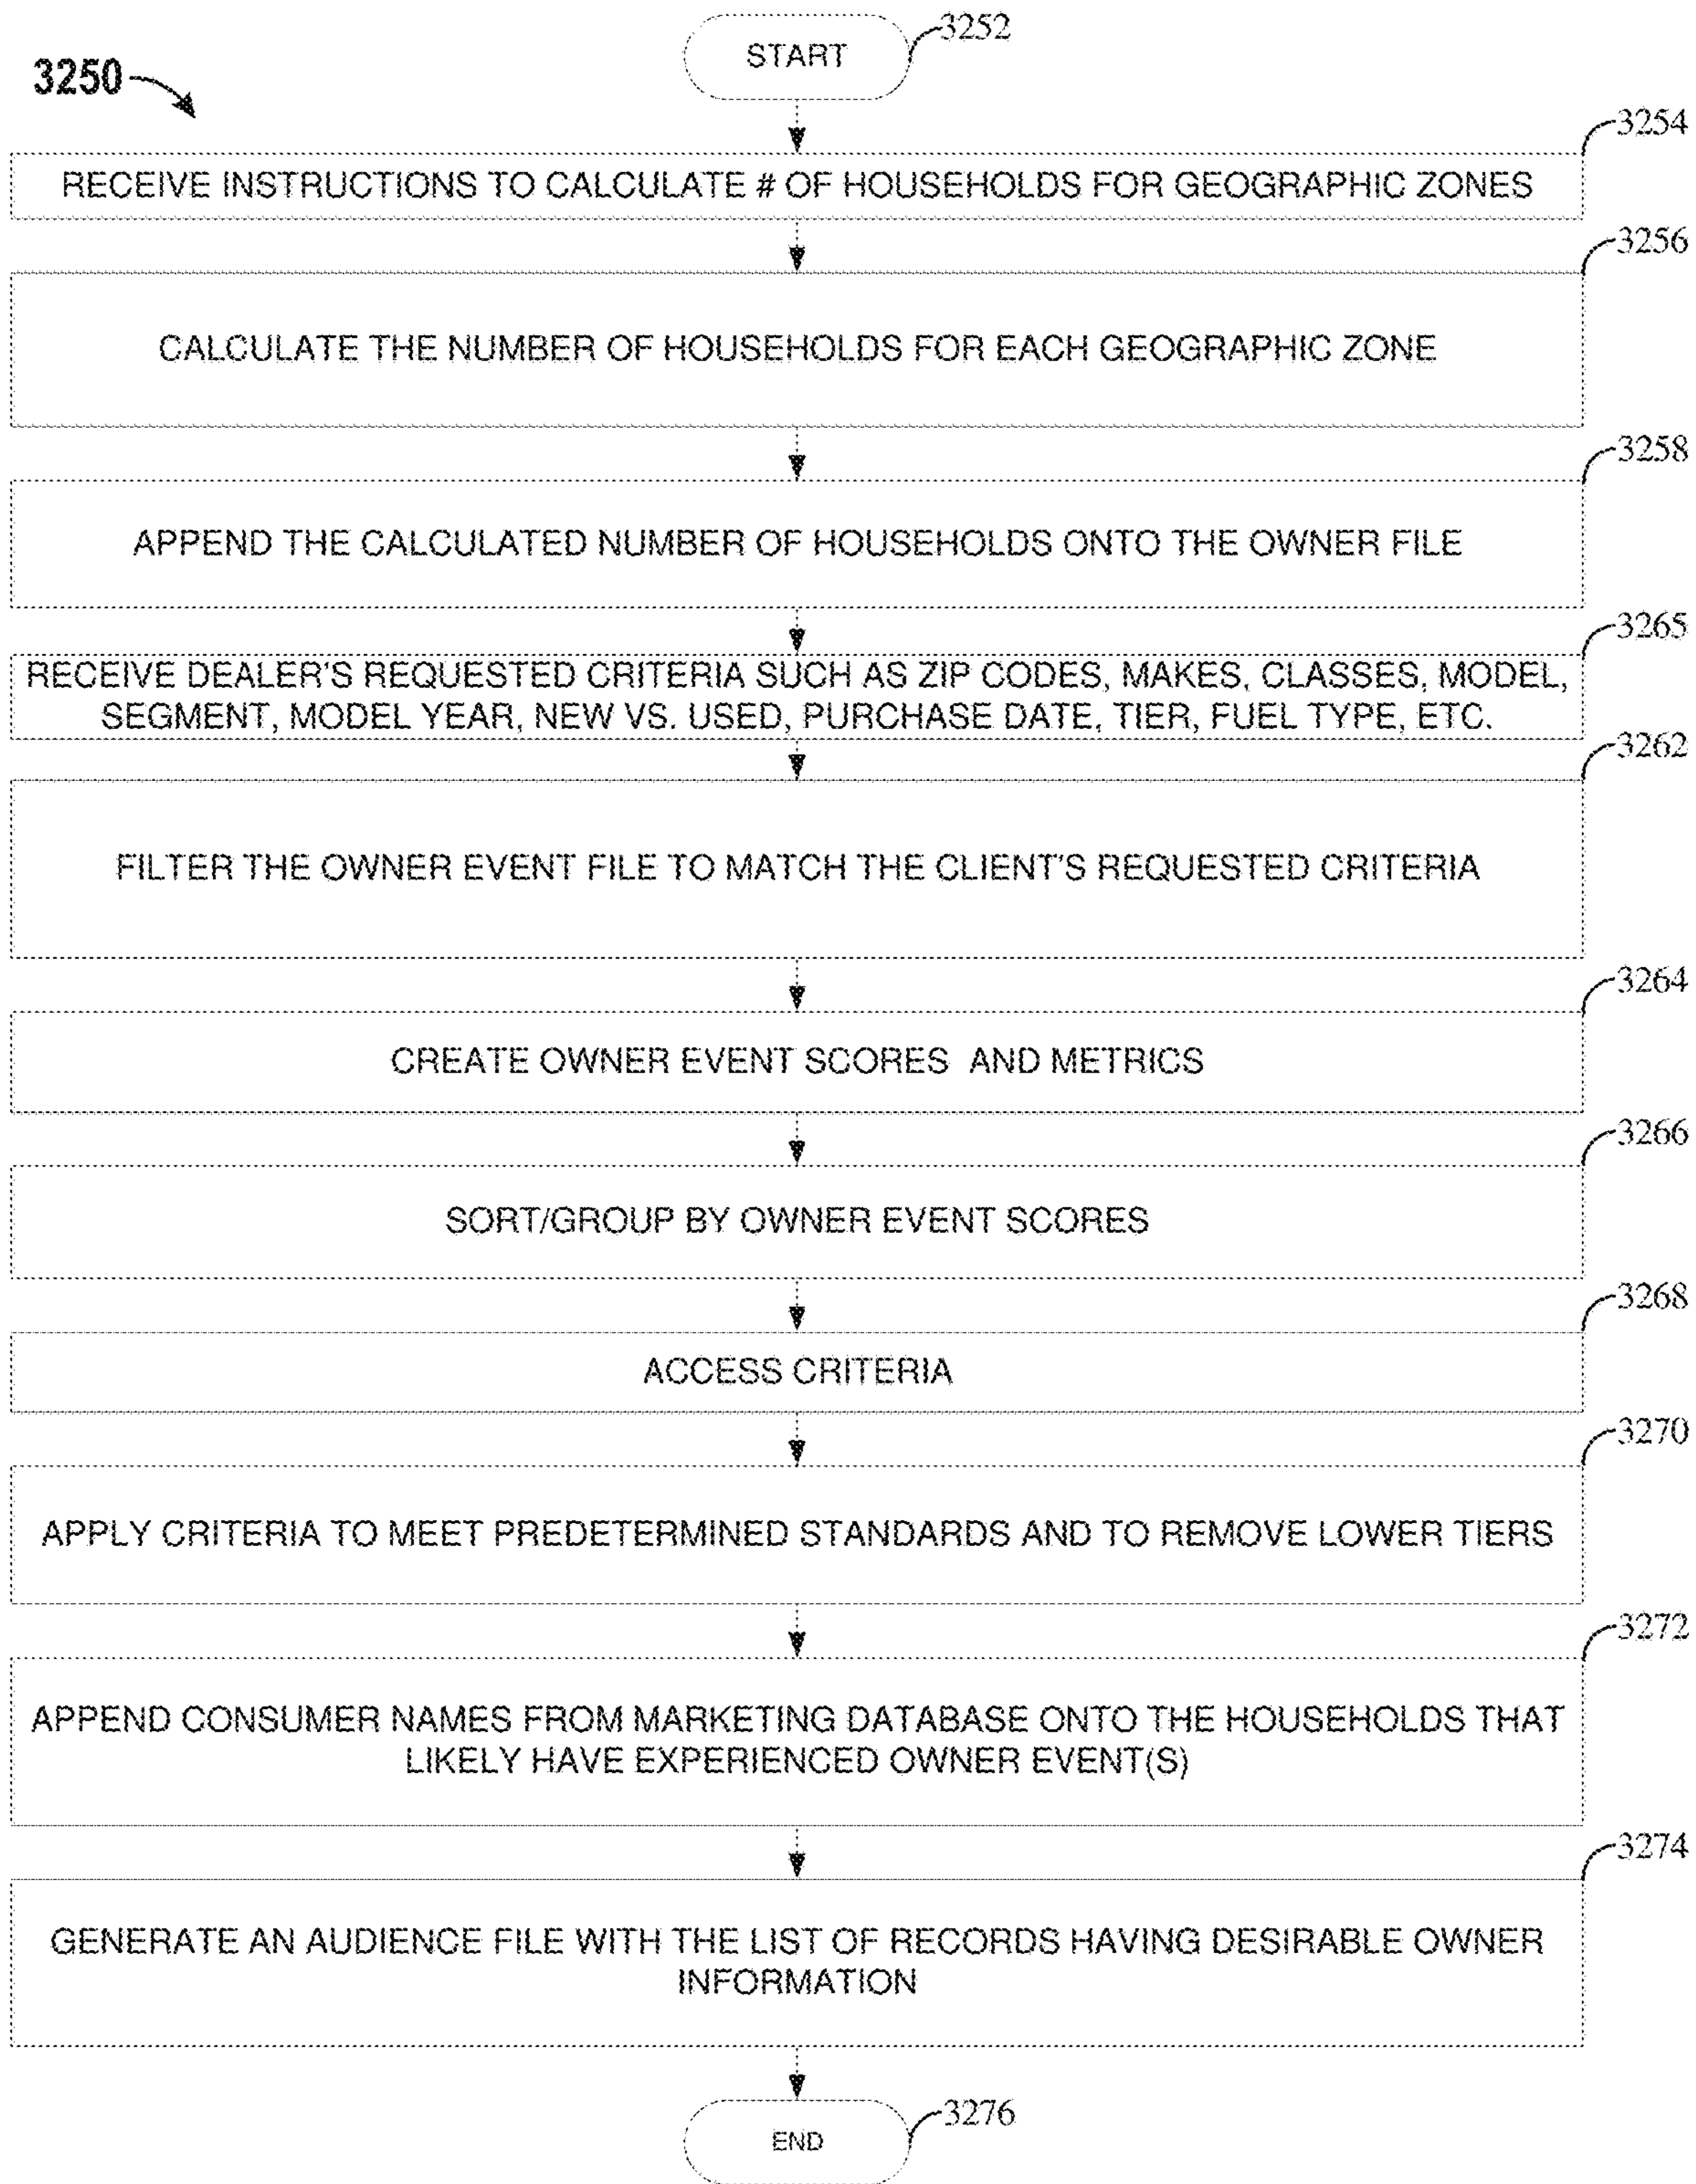 3250
START
3252
3254
RECEIVE INSTRUCTIONS TO CALCULATE # OF HOUSEHOLDS FOR GEOGRAPHIC ZONES
3256
CALCULATE THE NUMBER OF HOUSEHOLDS FOR EACH GEOGRAPHIC ZONE
3258
APPEND THE CALCULATED NUMBER OF HOUSEHOLDS ONTO THE OWNER FILE
3265
RECEIVE DEALER'S REQUESTED CRITERIA SUCH AS ZIP CODES, MAKES, CLASSES, MODEL,
SEGMENT, MODEL YEAR, NEW VS. USED, PURCHASE DATE, TIER, FUEL TYPE, ETC.
3262
FILTER THE OWNER EVENT FILE TO MATCH THE CLIENT'S REQUESTED CRITERIA
3264
CREATE OWNER EVENT SCORES AND METRICS
3266
SORT/GROUP BY OWNER EVENT SCORES
3268
ACCESS CRITERIA
3270
APPLY CRITERIA TO MEET PREDETERMINED STANDARDS AND TO REMOVE LOWER TIERS
3272
APPEND CONSUMER NAMES FROM MARKETING DATABASE ONTO THE HOUSEHOLDS THAT
LIKELY HAVE EXPERIENCED OWNER EVENT(S)
3274
GENERATE AN AUDIENCE FILE WITH THE LIST OF RECORDS HAVING DESIRABLE OWNER
INFORMATION
3276
END